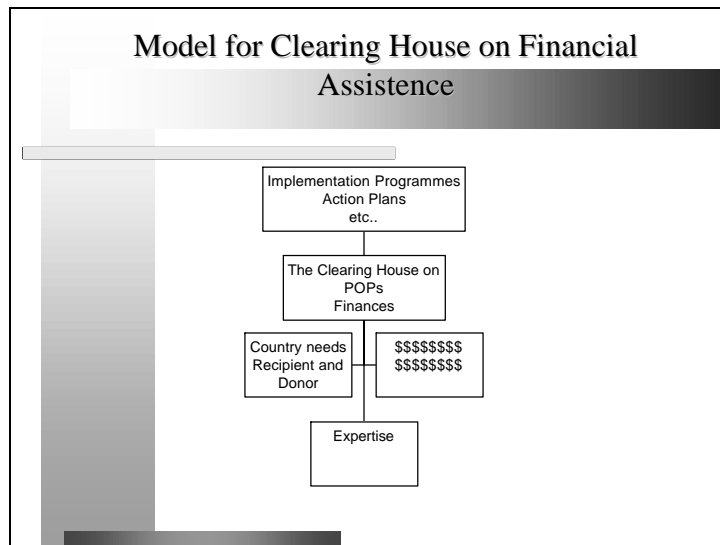 Model for Clearing House on Financial
Assistence
Implementation Programmes
Action Plans
etc..
The Clearing House on
POPs
Finances
Country needs
Recipient and
Donor
$$$$$$$$
$$$$$$$$
Expertise